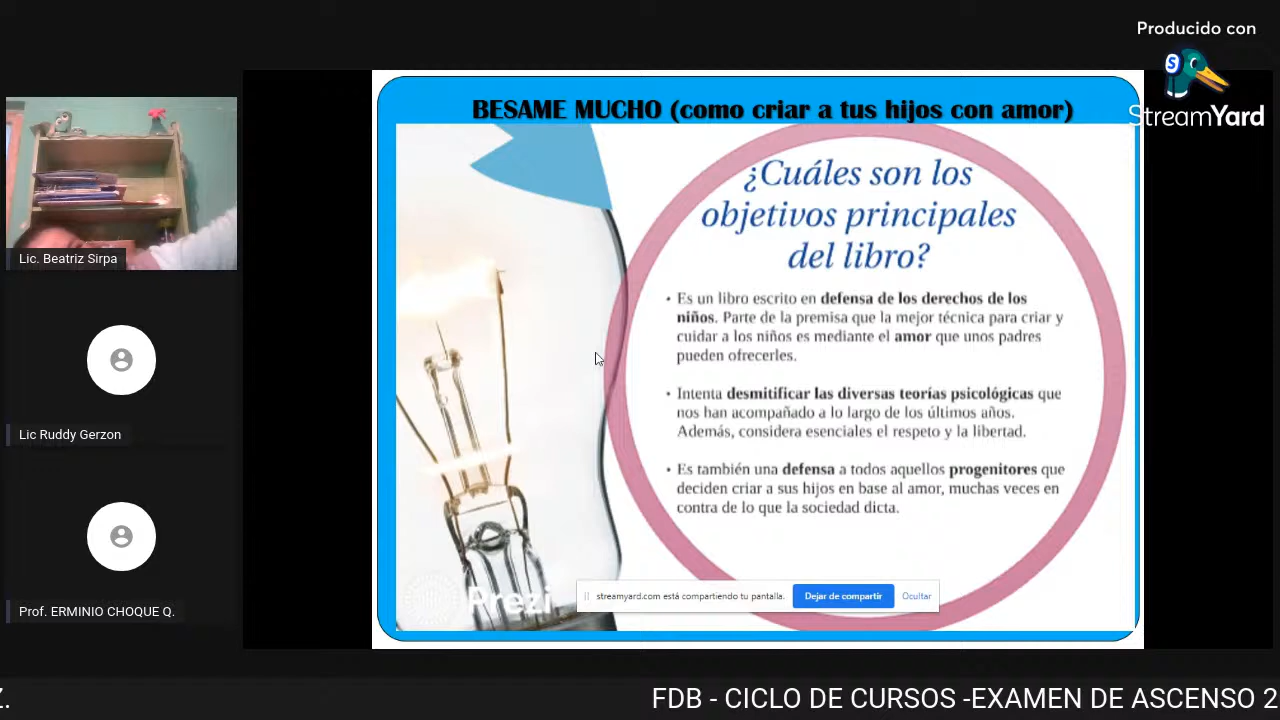 Producido con
StreamYard
BESAME MUCHO (como criar a tus hijos con amor)
¿Cuáles son los
objetivos principales
del libro?
• Es un libro escrito en defensa de los derechos de los
niños. Parte de la premisa que la mejor técnica para criar y
cuidar a los niños es mediante el amor que unos padres
pueden ofrecerles.
• Intenta desmitificar las diversas teorías psicológicas que
nos han acompañado a lo largo de los últimos años.
Además, considera esenciales el respeto y la libertad.
• Es también una defensa a todos aquellos progenitores que
deciden criar a sus hijos en base al amor, muchas veces en
contra de lo que la sociedad dicta.
Prezi
streamyard.com está compartiendo tu pantalla.
Dejar de compartir
Ocultar
Lic. Beatriz Sirpa
Lic Ruddy Gerzon
Prof. ERMINIO CHOQUE Q.
Z.
FDB - CICLO DE CURSOS -EXAMEN DE ASCENSO 2